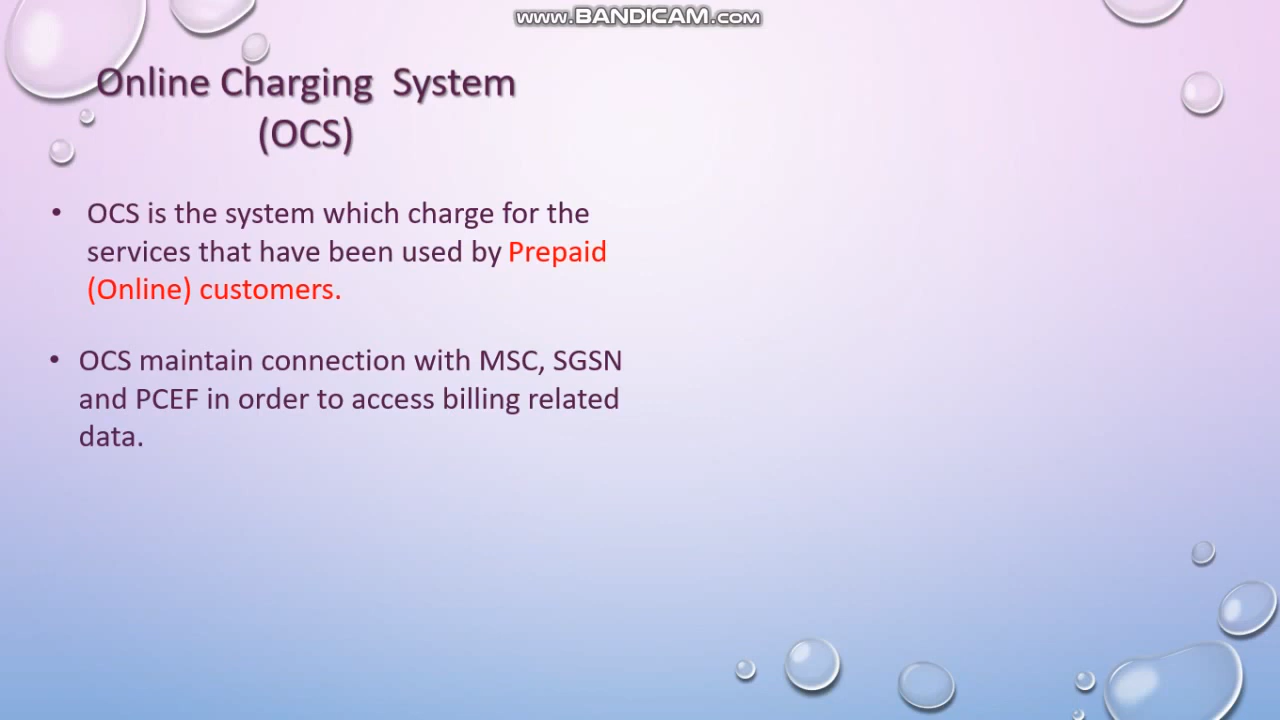 www.BANDICAM.com
Online Charging System
(OCS)
• OCS is the system which charge for the
services that have been used by Prepaid
(Online) customers.
• OCS maintain connection with MSC, SGSN
and PCEF in order to access billing related
data.